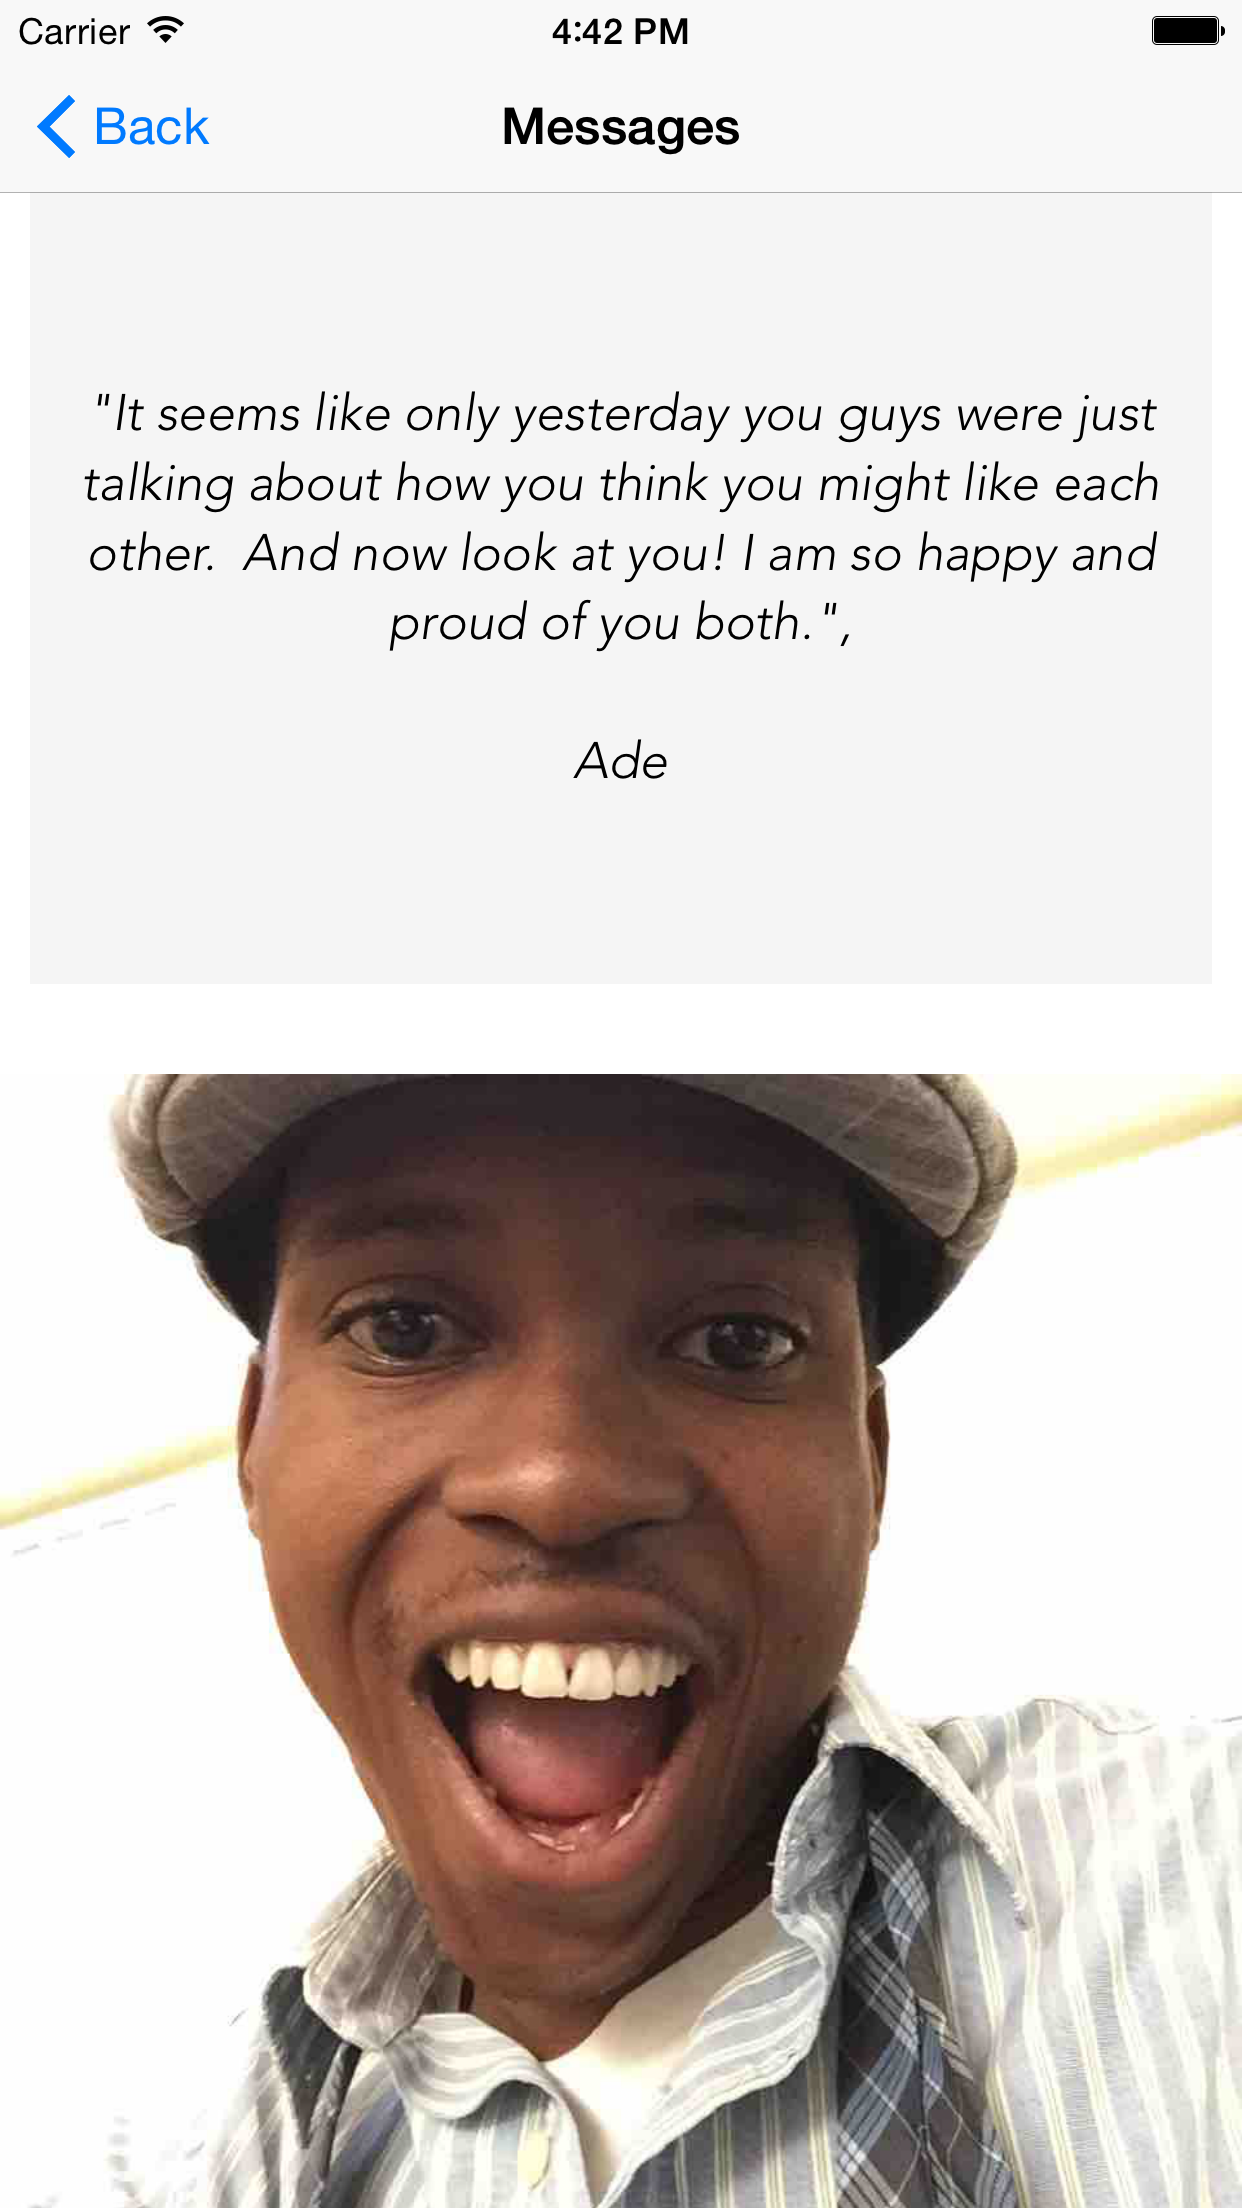 Carrier
4:42 PM
Back
Messages
"It seems like only yesterday you guys were just
talking about how you think you might like each
other.  And now look at you! I am so happy and
proud of you both.",
Ade